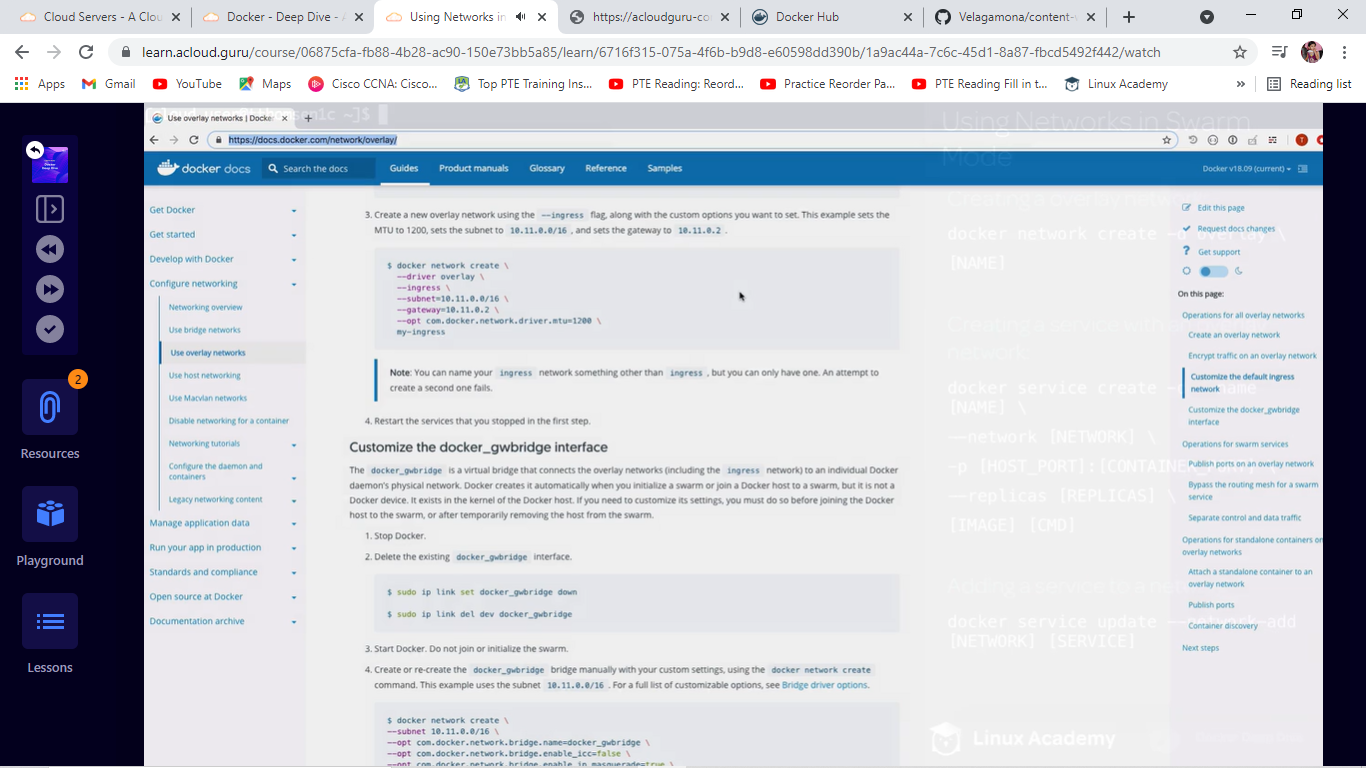 Cloud Servers - A Clou
Docker - Deep Dive - A
Using Networks in
https://acloudguru-co
Docker Hub
Velagamona/content-
learn.acloud.guru/course/06875cfa-fb88-4b28-ac90-150e73bb5a85/learn/6716f315-075a-4f6b-b9d8-e60598dd390b/1a9ac44a-7c6c-45d1-8a87-fbcd5492f442/watch
Apps
Gmail
YouTube
Maps
Cisco CCNA: Cisco...
Top PTE Training Ins...
PTE Reading: Reord...
Practice Reorder Pa...
PTE Reading Fill in t...
Linux Academy
»
Reading list
2
Resources
Playground
Lessons
~]$
Use overlay networks | Docke
https://docs.docker.com/network/overlay/
docker docs
Search the docs
Guides
Product manuals
Glossary
Reference
Samples
Docker v18.09 (current)
Get Docker
Get started
Develop with Docker
Configure networking
Networking overview
Use bridge networks
Use overlay networks
Use host networking
Use Macvlan networks
Disable networking for a container
Networking tutorials
Configure the daemon and
containers
Legacy networking content
Manage application data
Run your app in production
Standards and compliance
Open source at Docker
Documentation archive
3. Create a new overlay network using the --ingress flag, along with the custom options you want to set. This example sets the
MTU to 1200, sets the subnet to 10.11.0.0/16 , and sets the gateway to 10.11.0.2 .
$ docker network create \
--driver overlay \
--ingress \
--subnet=10.11.0.0/16 \
--gateway=10.11.0.2 \
--opt com.docker.network.driver.mtu=1200 \
my-ingress
Note: You can name your ingress network something other than ingress , but you can only have one. An attempt to
create a second one fails.
4. Restart the services that you stopped in the first step.
Customize the docker_gwbridge interface
The docker_gwbridge is a virtual bridge that connects the overlay networks (including the ingress network) to an individual Docker
daemon's physical network. Docker creates it automatically when you initialize a swarm or join a Docker host to a swarm, but it is not a
Docker device. It exists in the kernel of the Docker host. If you need to customize its settings, you must do so before joining the Docker
host to the swarm, or after temporarily removing the host from the swarm.
1. Stop Docker.
2. Delete the existing docker_gwbridge interface.
$ sudo ip link set docker_gwbridge down
$ sudo ip link del dev docker_gwbridge
3. Start Docker. Do not join or initialize the swarm.
4. Create or re-create the docker_gwbridge bridge manually with your custom settings, using the docker network create
command. This example uses the subnet 10.11.0.0/16 . For a full list of customizable options, see Bridge driver options.
$ docker network create \
--subnet 10.11.0.0/16 \
--opt com.docker.network.bridge.name=docker_gwbridge \
--opt com.docker.network.bridge.enable_icc=false \
--opt com.docker.network.bridge.enable_ip_masquerade=true \
Using Networks in Swarm
Mode
Creating a overlay network
docker network create -d overlay \
[NAME]
Creating a service with
network
docker service create -d --name
[NAME] \
--network [NETWORK] \
-p [HOST_PORT]:[CONTAINER_PORT] \
--replicas [REPLICAS] \
[IMAGE] [CMD]
docker service update --network-add
[NETWORK] [SERVICE]
Linux Academy
Edit this page
Request docs changes
Get support
On this page:
Operations for all overlay networks
Create an overlay network
Encrypt traffic on an overlay network
Customize the default ingress
network
Customize the docker_gwbridge
interface
Operations for swarm services
Publish ports on an overlay network
Bypass the routing mesh for a swarm
service
Separate control and data traffic
Operations for standalone containers on
overlay networks
Attach a standalone container to an
overlay network
Publish ports
Container discovery
Next steps